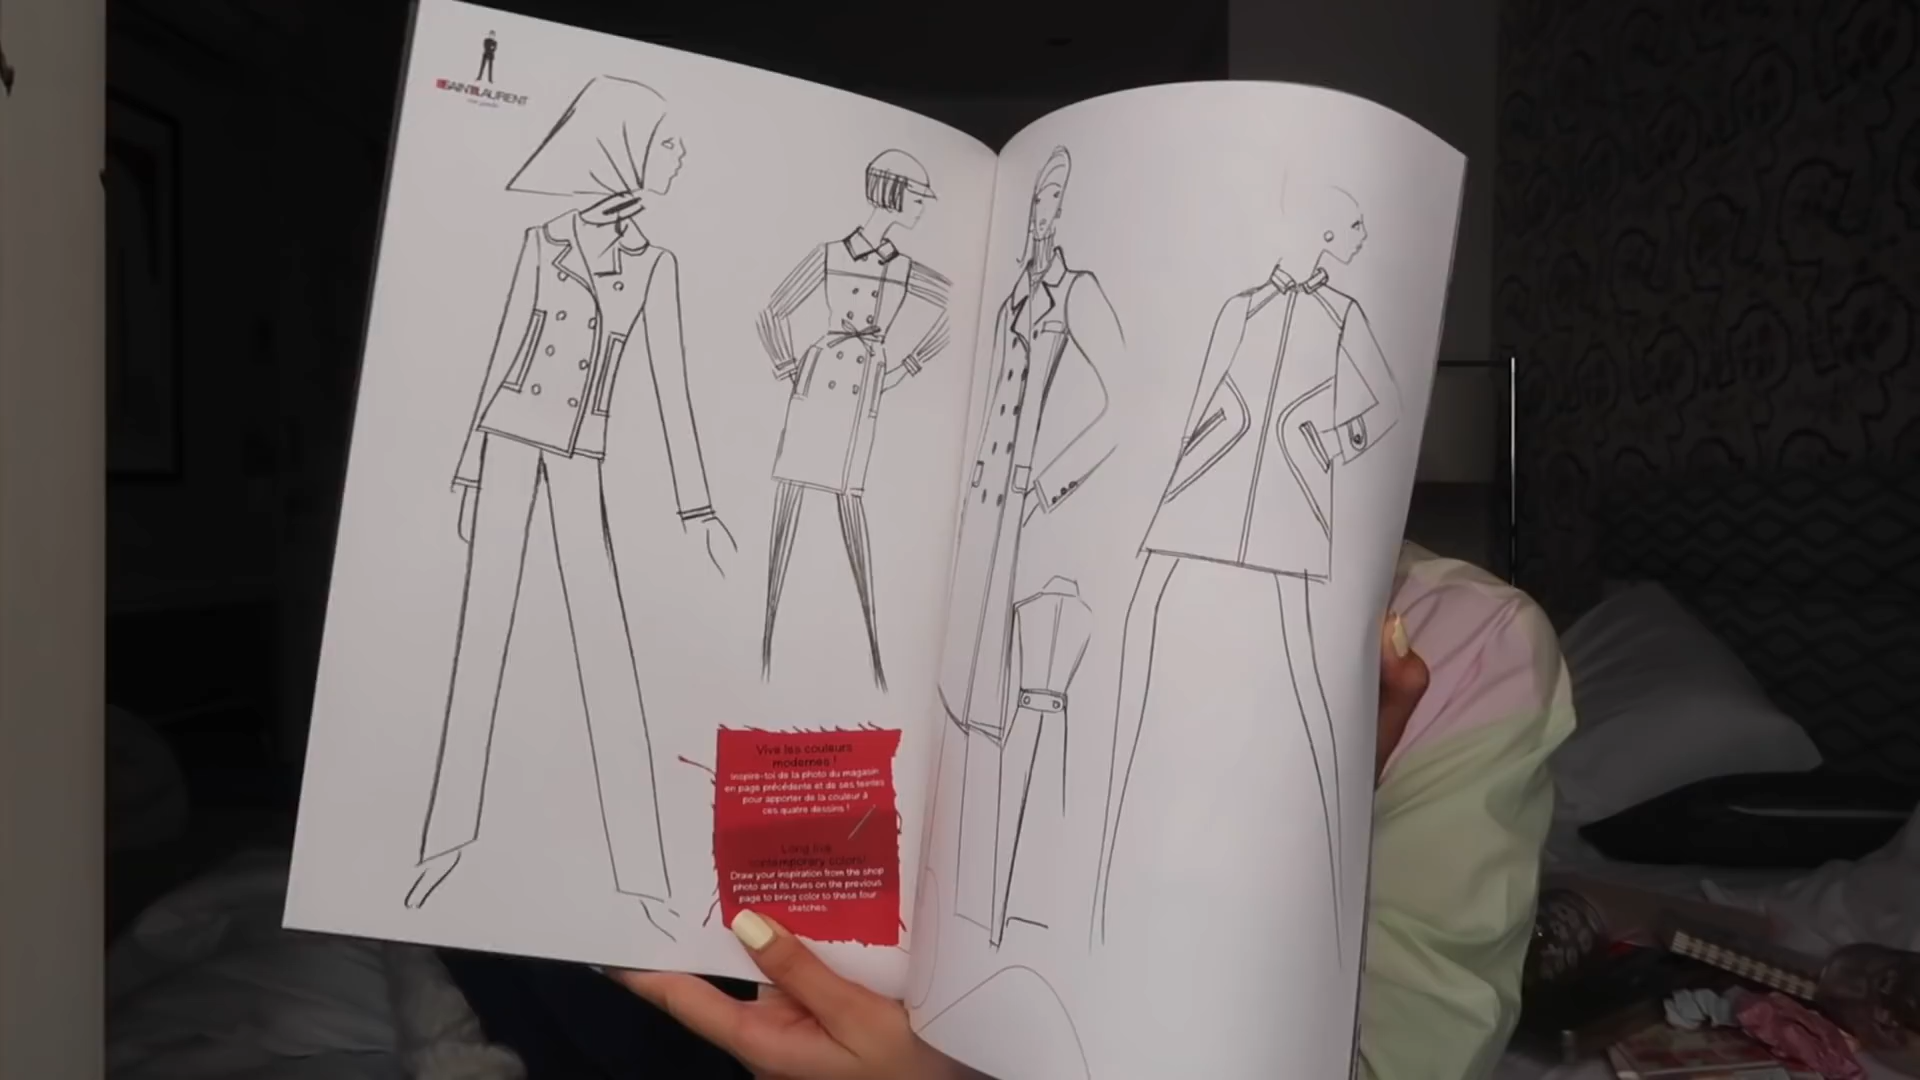 SAINT LAURENT
rive gauche
Vive les couleurs
modernes !
Inspire-toi de la photo du magasin
en page précédente et de ses teintes
pour apporter de la couleur à
ces quatre dessins !
Long live
contemporary colors!
Draw your inspiration from the shop
photo and its hues on the previous
page to bring color to these four
sketches.